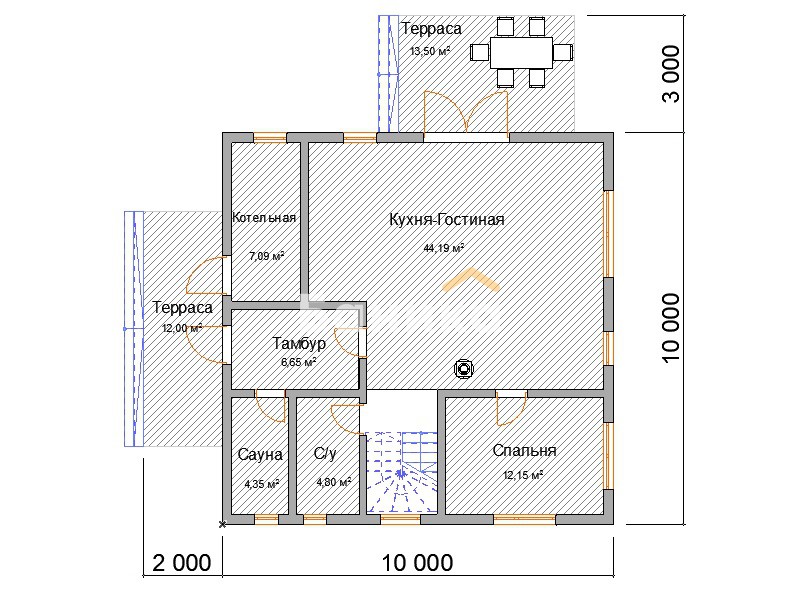 Терраса
13,50 м²
3 000
Котельная
7,09 м²
Кухня-Гостиная
44,19 м²
Терраса
12,00 м²
Тамбур
6,65 м²
10 000
Сауна
4,35 м²
С/у
4,80 м²
Спальня
12,15 м²
2 000
10 000